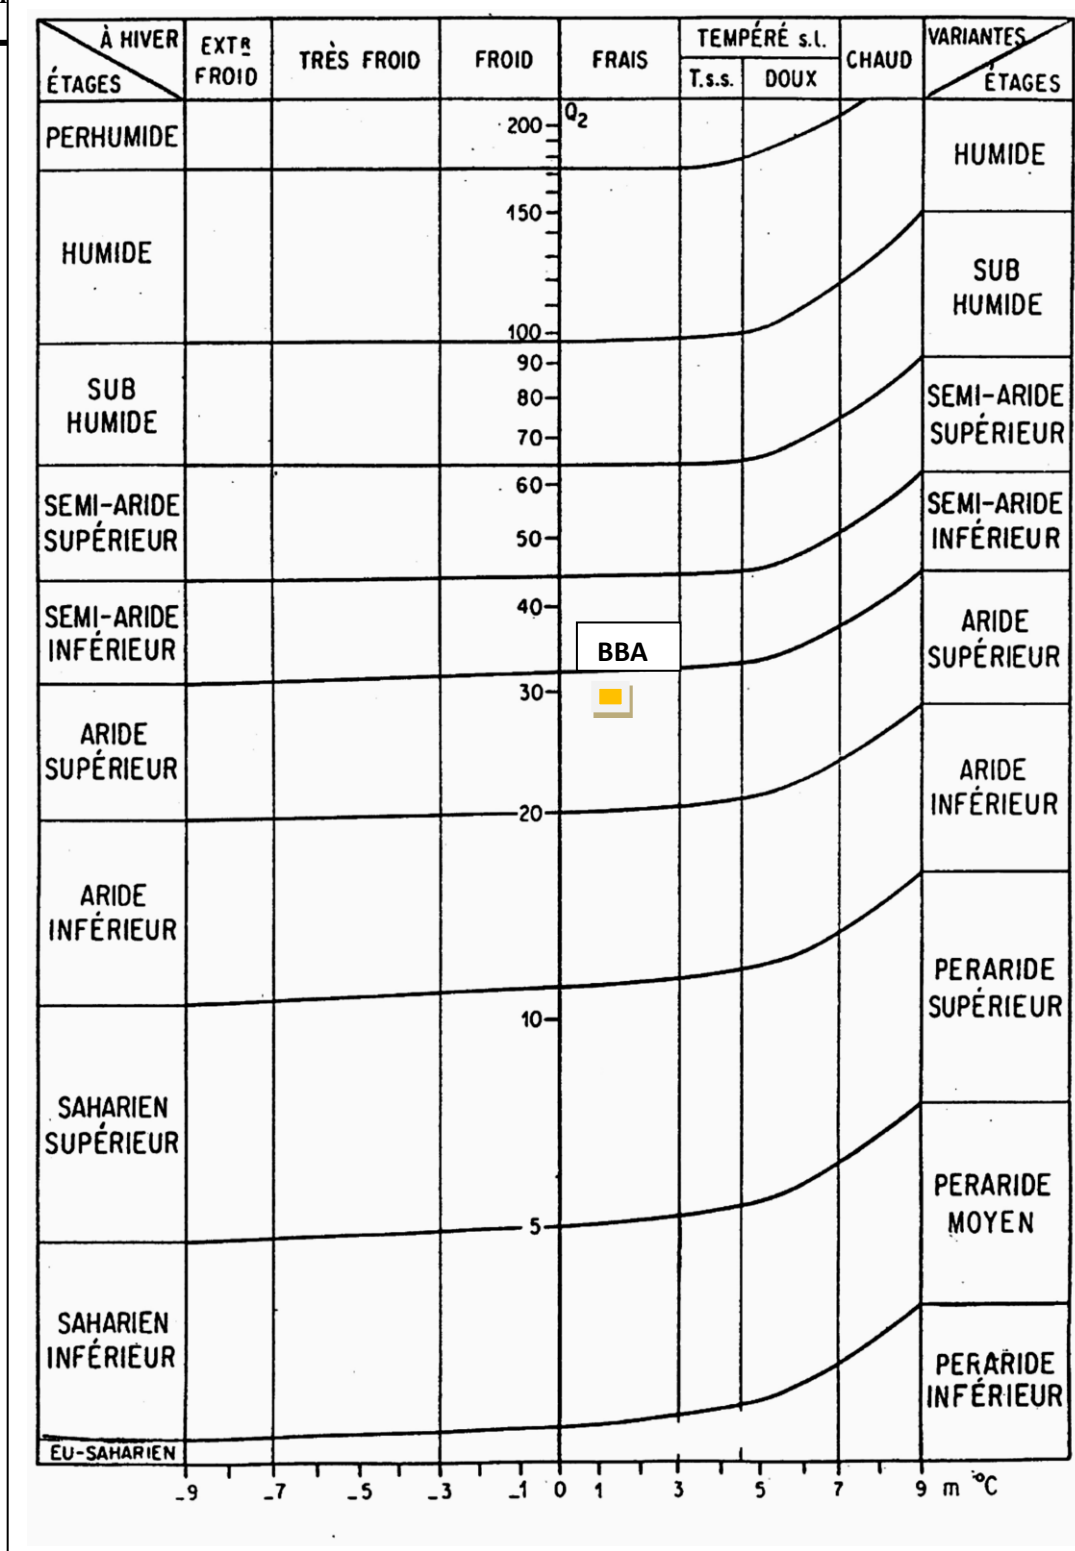 À HIVER
ÉTAGES
EXTR FROID
TRÈS FROID
FROID
FRAIS
TEMPÉRÉ s.l.
T.s.s.
DOUX
CHAUD
VARIANTES
ÉTAGES
PERHUMIDE
HUMIDE
SUB
HUMIDE
SEMI-ARIDE
SUPÉRIEUR
SEMI-ARIDE
INFÉRIEUR
ARIDE
SUPÉRIEUR
ARIDE
INFÉRIEUR
SAHARIEN
SUPÉRIEUR
SAHARIEN
INFÉRIEUR
EU-SAHARIEN
Q2
200
150
100
90
80
70
60
50
40
30
20
10
5
BBA
HUMIDE
SUB
HUMIDE
SEMI-ARIDE
SUPÉRIEUR
SEMI-ARIDE
INFÉRIEUR
ARIDE
SUPÉRIEUR
ARIDE
INFÉRIEUR
PERARIDE
SUPÉRIEUR
PERARIDE
MOYEN
PERARIDE
INFÉRIEUR
-9 -7 -5 -3 -1 0 1 3 5 7 9 m °C